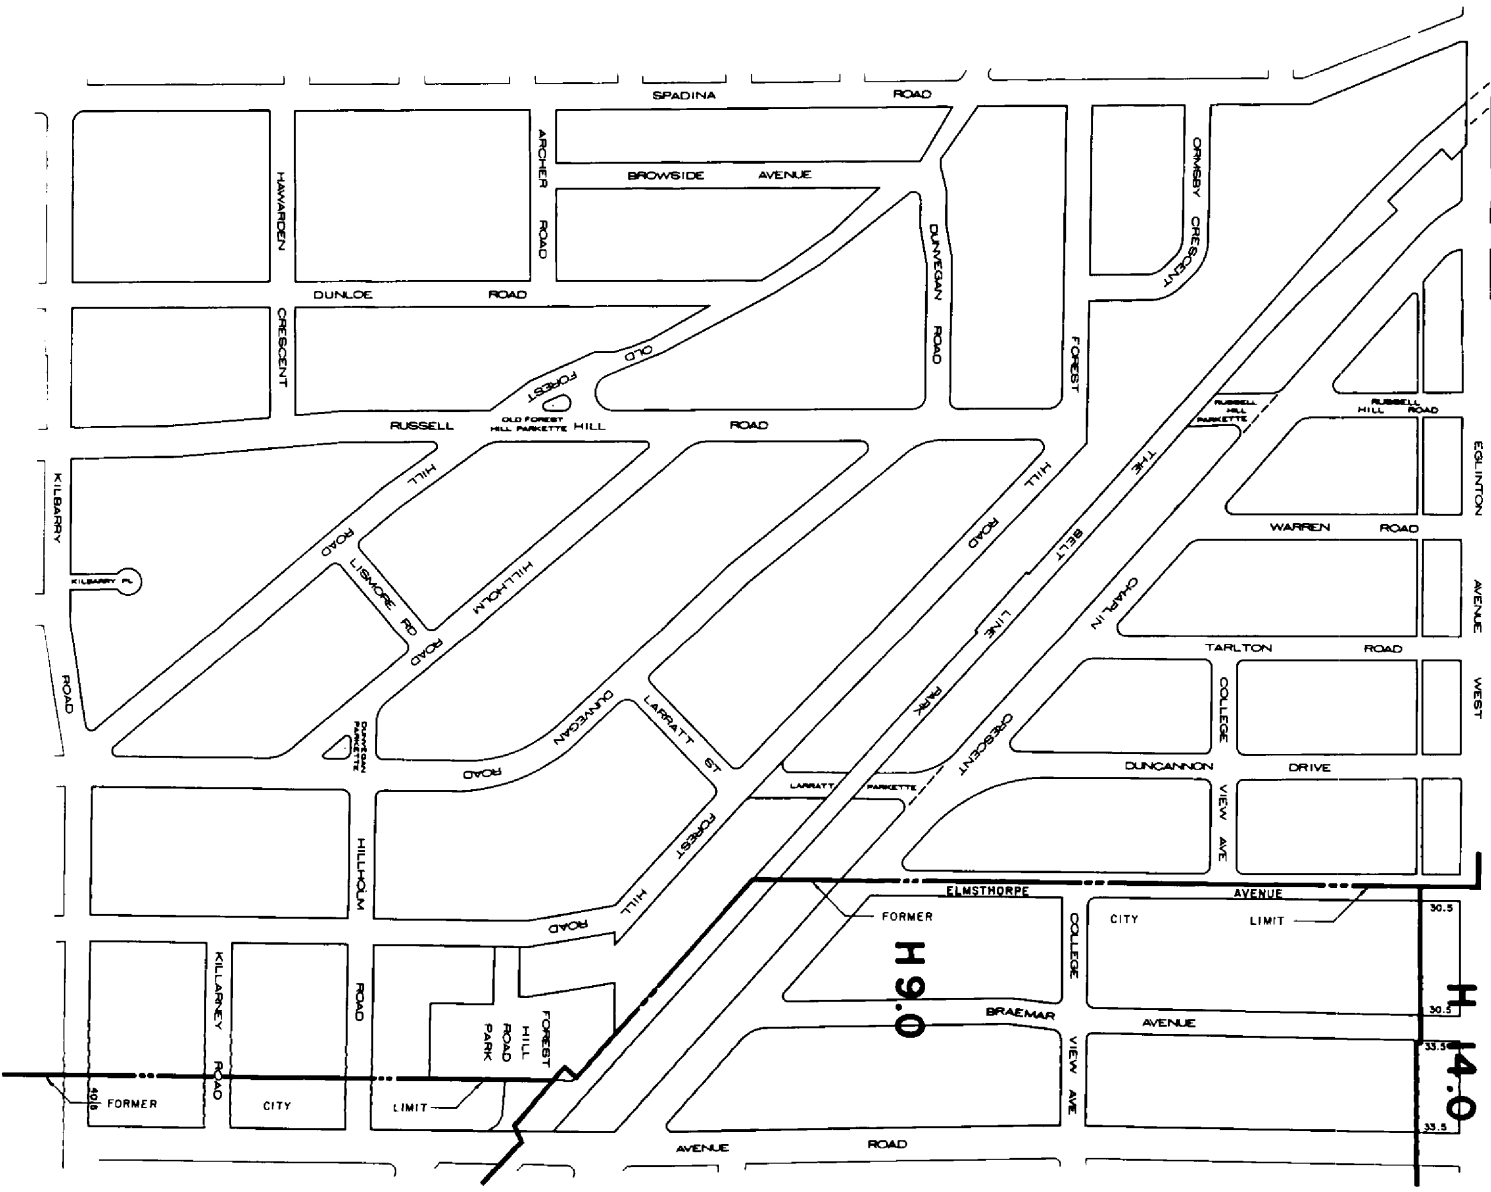 SPADINA ROAD
ARCHER ROAD
BROWSIDE AVENUE
ORMSBY CRESCENT
HAWARDEN CRESCENT
DUNVEGAN ROAD
DUNLOE ROAD
FOREST HILL ROAD
OLD FOREST HILL ROAD
OLD FOREST
HILL PARKETTE
RUSSELL HILL ROAD
RUSSELL
HILL
PARKETTE
RUSSELL
HILL ROAD
EGLINTON AVENUE WEST
KILBARRY ROAD
KILBARRY PL
THE BELT LINE PARK
WARREN ROAD
LISMORE RD
HILLHOLM ROAD
CHAPLIN CRESCENT
TARLTON ROAD
COLLEGE VIEW AVE
DUNVEGAN ROAD
LARRATT ST
DUNVEGAN
PARKETTE
DUNCANNON DRIVE
LARRATT PARKETTE
FOREST HILL ROAD
HILLHOLM ROAD
ELMSTHORPE AVENUE
FORMER CITY LIMIT
30.5
COLLEGE VIEW AVE
KILLARNEY ROAD
H 9.0
H 14.0
30.5
BRAEMAR AVENUE
FOREST
HILL
ROAD
PARK
33.5
40.8
FORMER CITY LIMIT
33.5
AVENUE ROAD